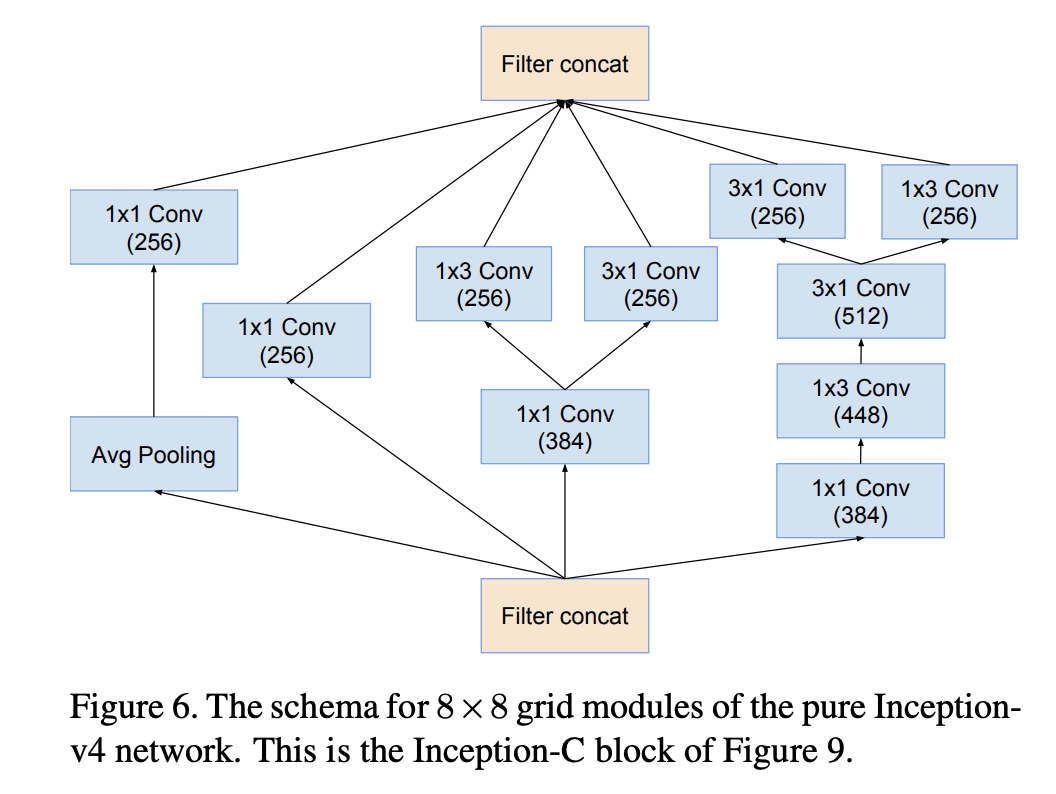 Filter concat
3x1 Conv
(256)
1x3 Conv
(256)
1x1 Conv
(256)
1x3 Conv
(256)
3x1 Conv
(256)
3x1 Conv
(512)
1x1 Conv
(256)
1x3 Conv
(448)
1x1 Conv
(384)
Avg Pooling
1x1 Conv
(384)
Filter concat
Figure 6. The schema for 8 × 8 grid modules of the pure Inception-
v4 network. This is the Inception-C block of Figure 9.